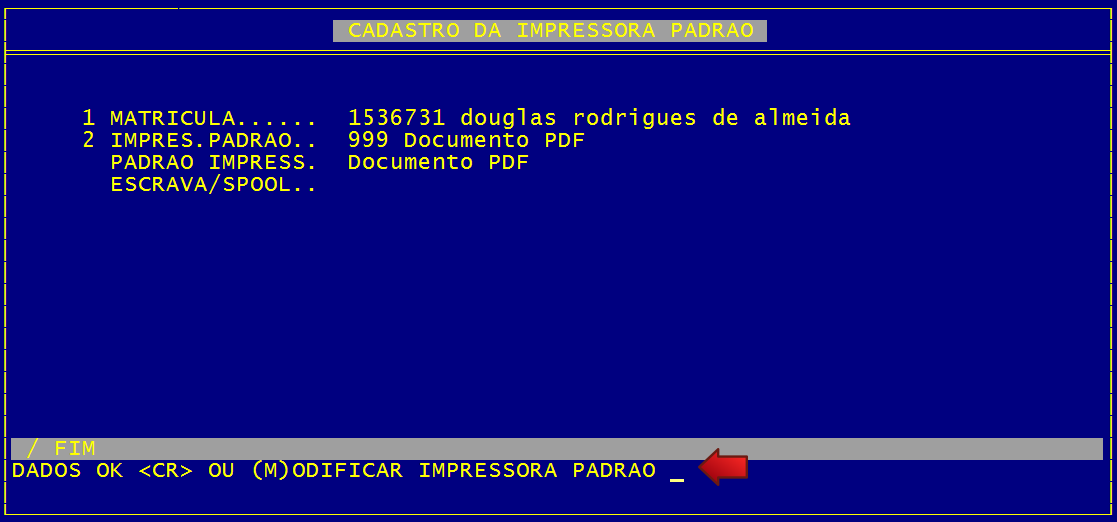 CADASTRO DA IMPRESSORA PADRAO
1 MATRICULA...... 1536731 douglas rodrigues de almeida
2 IMPRES.PADRAO.. 999 Documento PDF
PADRAO IMPRESS. Documento PDF
ESCRAVA/SPOOL..
/ FIM
DADOS OK <CR> OU (M)ODIFICAR IMPRESSORA PADRAO _